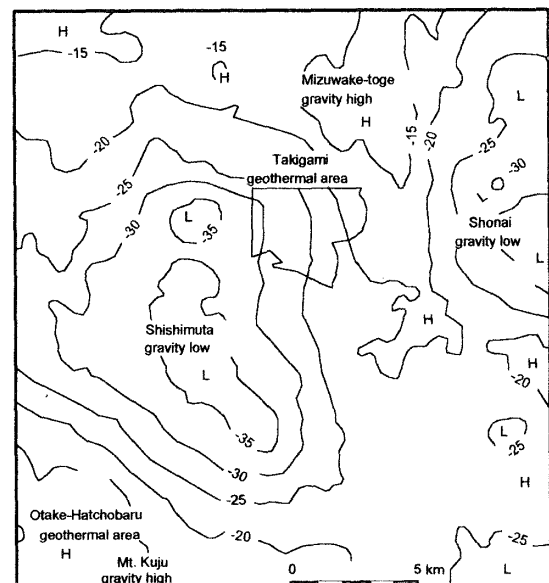 H
-15
-15
H
Mizuwake-toge
gravity high
H
L
-15
-20
-25
-20
-30
Takigami
geothermal area
-25
L
-30
L
-35
Shonai
gravity low
L
Shishimuta
gravity low
H
L
H
-20
L
-35
-25
-30
H
-25
Otake-Hatchobaru
geothermal area
-20
-25
H
Mt. Kuju
gravity high
0
5 km
L